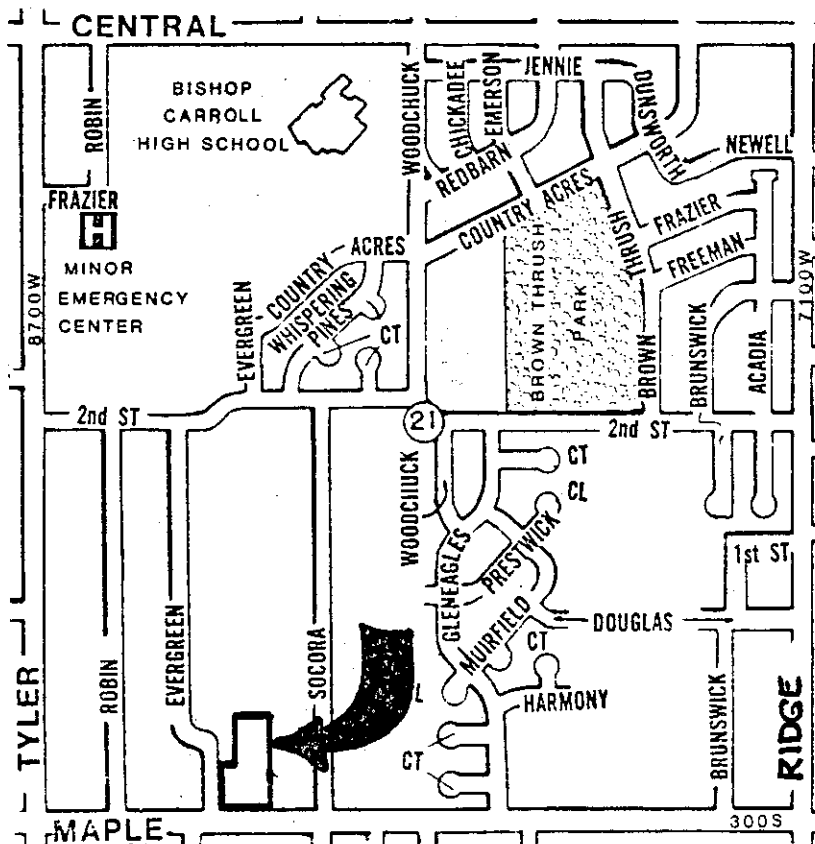 CENTRAL
BISHOP
CARROLL
HIGH SCHOOL
ROBIN
WOODCHUCK
CHICKADEE
EMERSON
JENNIE
DUNSWORTH
NEWELL
REDBARN
COUNTRY ACRES
FRAZIER
H
MINOR
EMERGENCY
CENTER
8700W
EVERGREEN
COUNTRY ACRES
WHISPERING
PINES
CT
BROWN THRUSH
PARK
THRUSH
BROWN
FRAZIER
FREEMAN
BRUNSWICK
ACADIA
7100W
2nd ST
21
2nd ST
WOODCHUCK
CT
CL
GLENEAGLES
PRESTWICK
1st ST
MUIRFIELD
DOUGLAS
CT
HARMONY
TYLER
ROBIN
EVERGREEN
SOCORA
L
CT
BRUNSWICK
RIDGE
300S
MAPLE